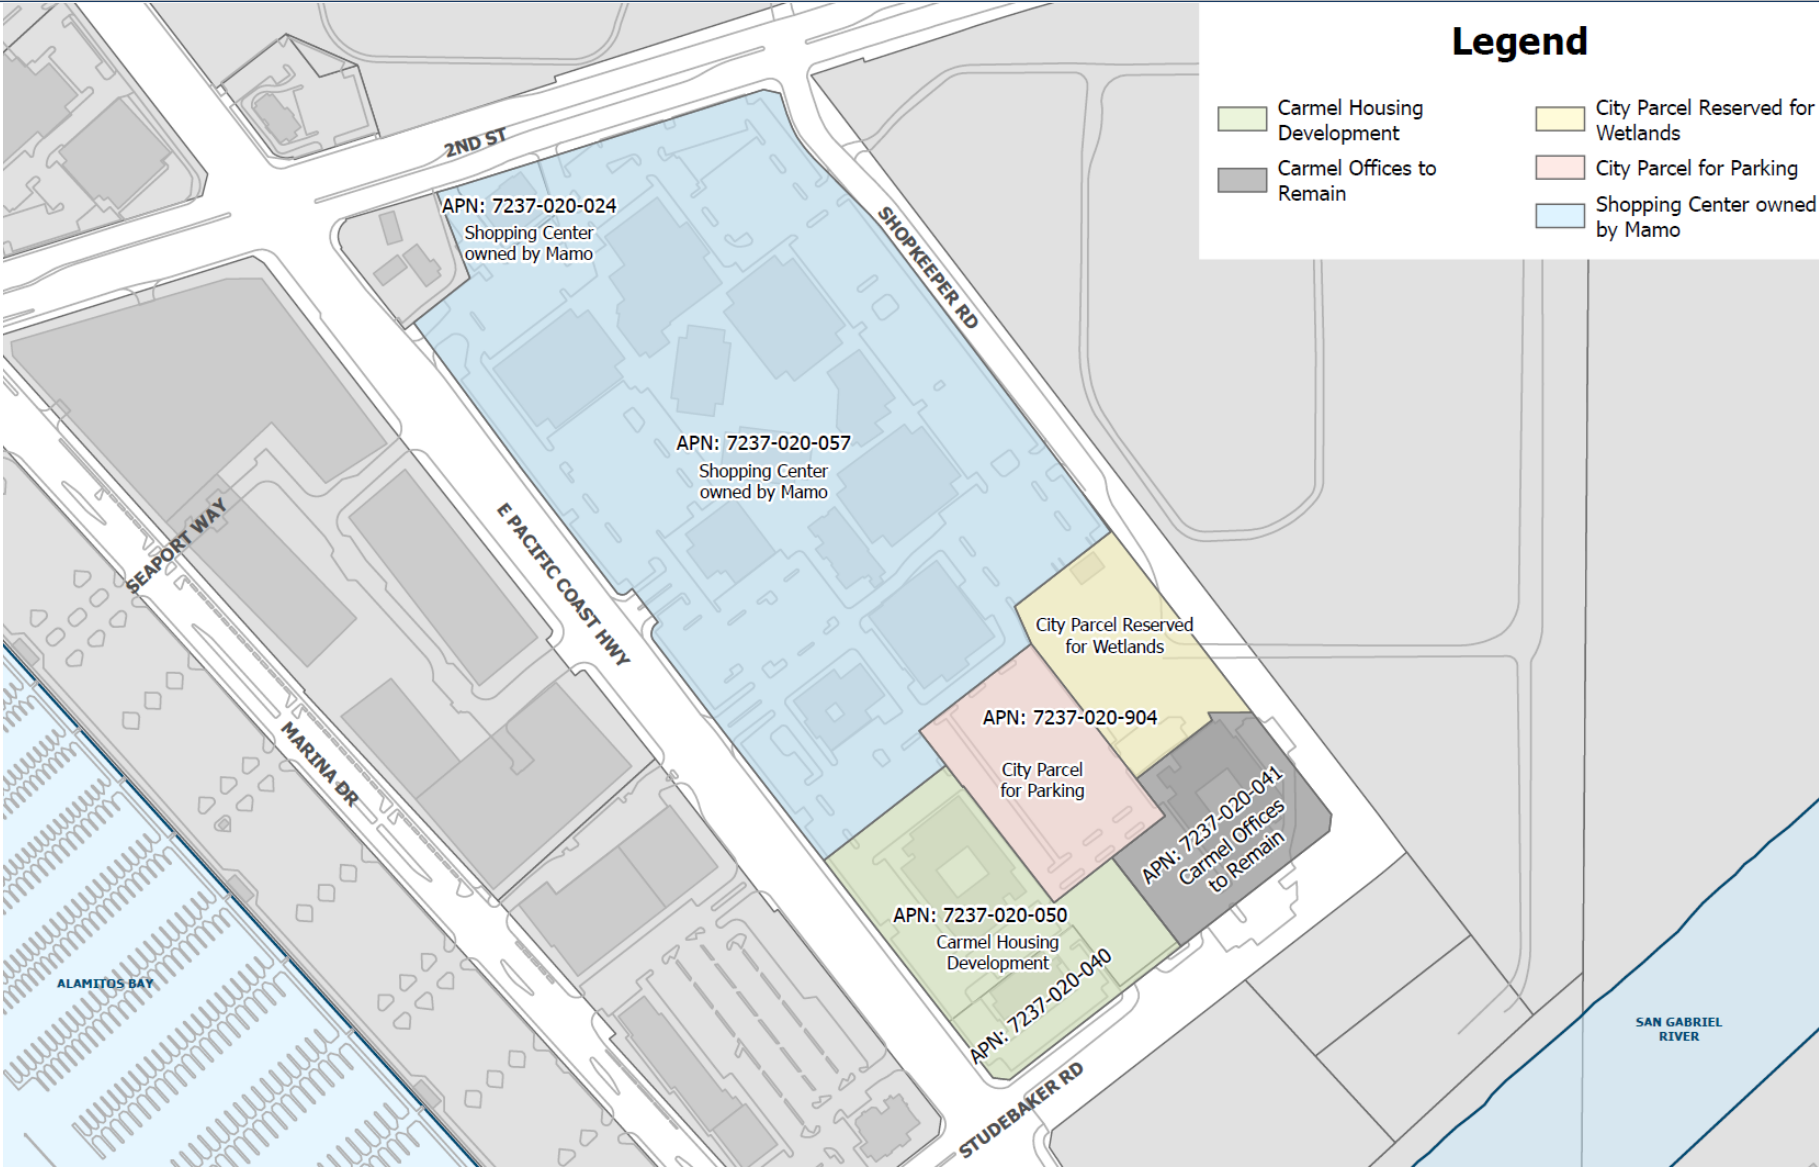 Legend
Carmel Housing
Development
Carmel Offices to
Remain
City Parcel Reserved for
Wetlands
City Parcel for Parking
Shopping Center owned
by Mamo
2ND ST
APN: 7237-020-024
Shopping Center
owned by Mamo
SHOPKEEPER RD
APN: 7237-020-057
Shopping Center
owned by Mamo
SEAPORT WAY
E PACIFIC COAST HWY
City Parcel Reserved
for Wetlands
APN: 7237-020-904
MARINA DR
City Parcel
for Parking
APN: 7237-020-041
Carmel Offices
to Remain
APN: 7237-020-050
Carmel Housing
Development
APN: 7237-020-040
ALAMITOS BAY
SAN GABRIEL
RIVER
STUDEBAKER RD